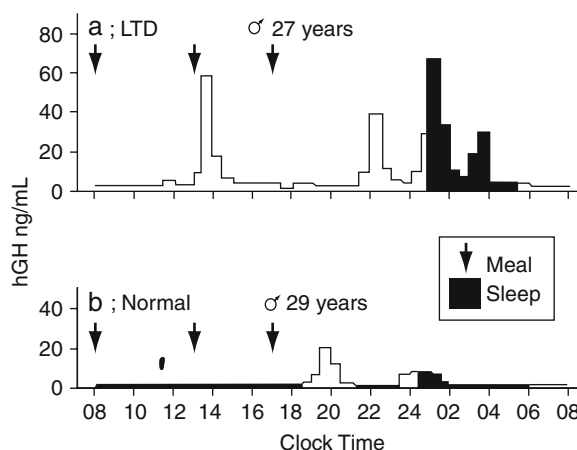 a ; LTD ♂ 27 years
80
60
40
20
0
hGH ng/mL
Meal
Sleep
b ; Normal ♂ 29 years
40
20
0
08 10 12 14 16 18 20 22 24 02 04 06 08
Clock Time